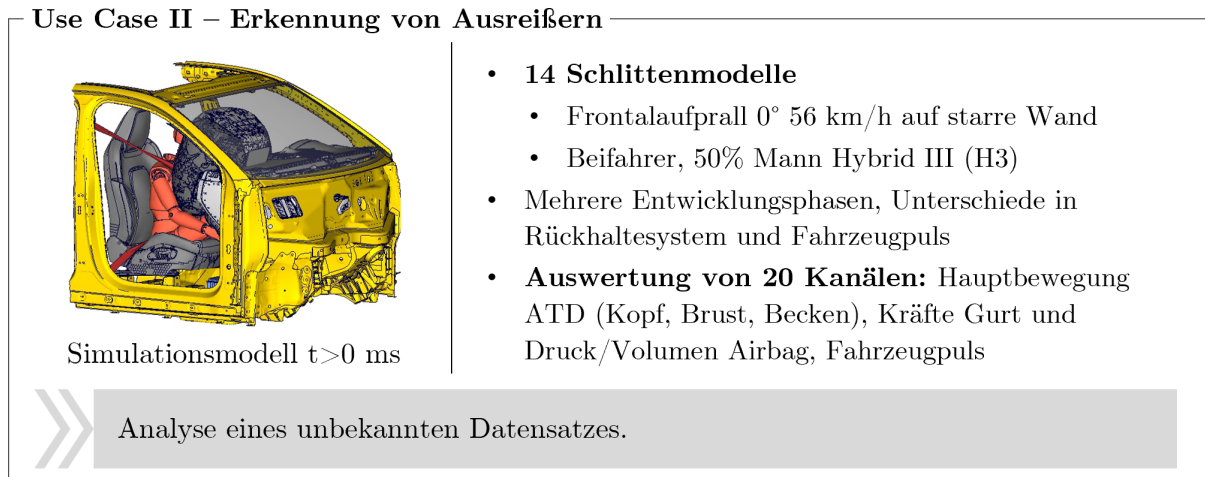 Use Case II – Erkennung von Ausreißern
Simulationsmodell t>0 ms
• 14 Schlittenmodelle
• Frontalaufprall 0° 56 km/h auf starre Wand
• Beifahrer, 50% Mann Hybrid III (H3)
• Mehrere Entwicklungsphasen, Unterschiede in
Rückhaltesystem und Fahrzeugpuls
• Auswertung von 20 Kanälen: Hauptbewegung
ATD (Kopf, Brust, Becken), Kräfte Gurt und
Druck/Volumen Airbag, Fahrzeugpuls
Analyse eines unbekannten Datensatzes.